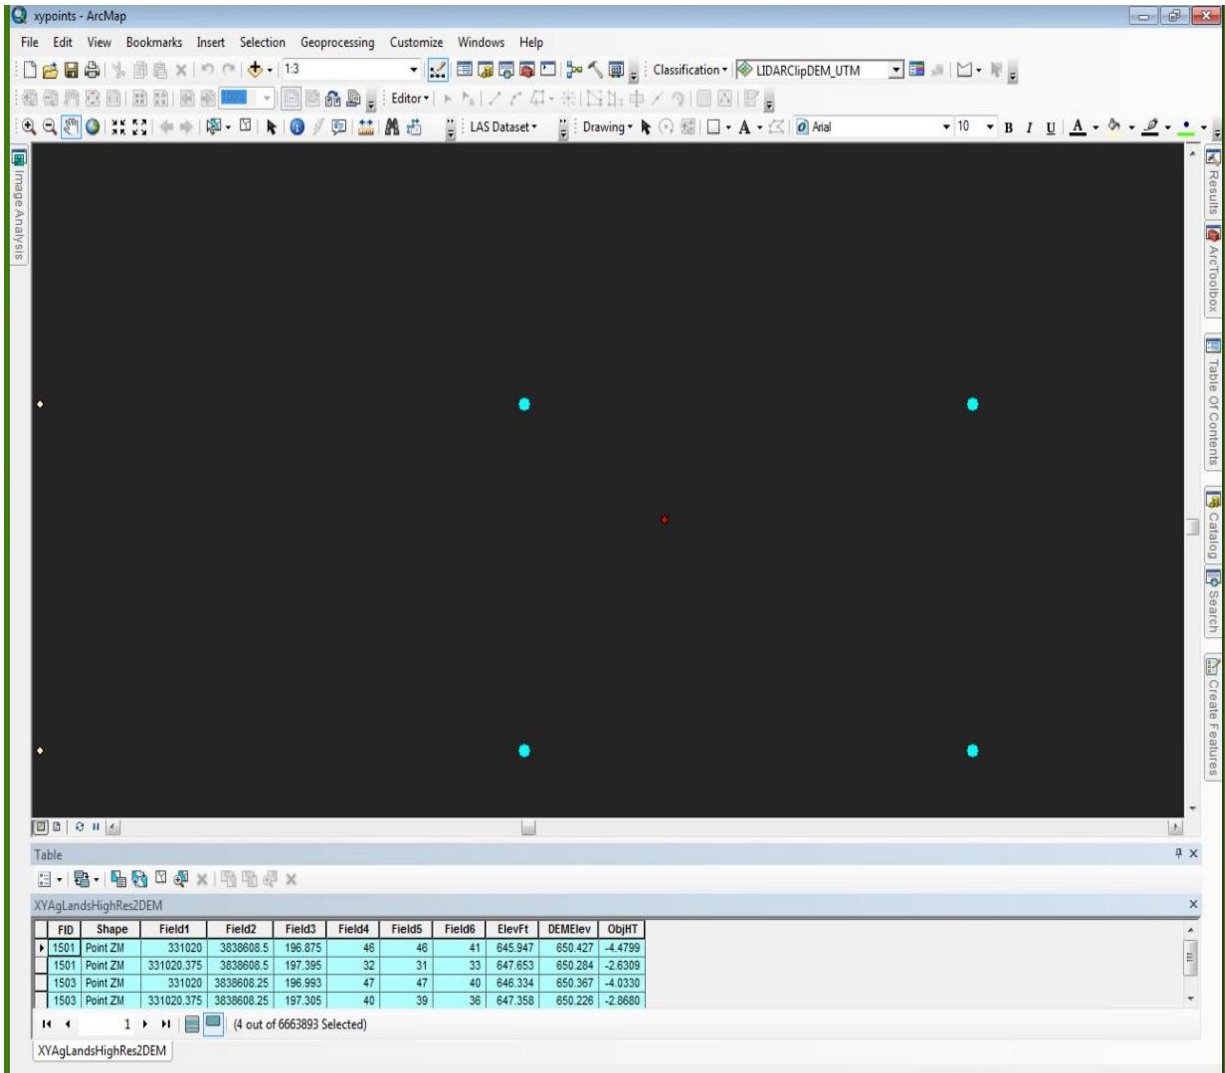 xypoints - ArcMap
File Edit View Bookmarks Insert Selection Geoprocessing Customize Windows Help
1:3 Classification LIDARClipDEM_UTM
100% Editor
LAS Dataset Drawing A Arial 10 B I U A
Image Analysis
Results
ArcToolbox
Table Of Contents
Catalog
Search
Create Features
Table
XYAgLandsHighRes2DEM
FID Shape Field1 Field2 Field3 Field4 Field5 Field6 ElevFt DEMElev ObjHT
1501 Point ZM 331020 3838608.5 196.875 46 46 41 645.947 650.427 -4.4799
1501 Point ZM 331020.375 3838608.5 197.395 32 31 33 647.653 650.284 -2.6309
1503 Point ZM 331020 3838608.25 196.993 47 47 40 646.334 650.367 -4.0330
1503 Point ZM 331020.375 3838608.25 197.305 40 39 36 647.358 650.226 -2.8680
1 (4 out of 6663893 Selected)
XYAgLandsHighRes2DEM